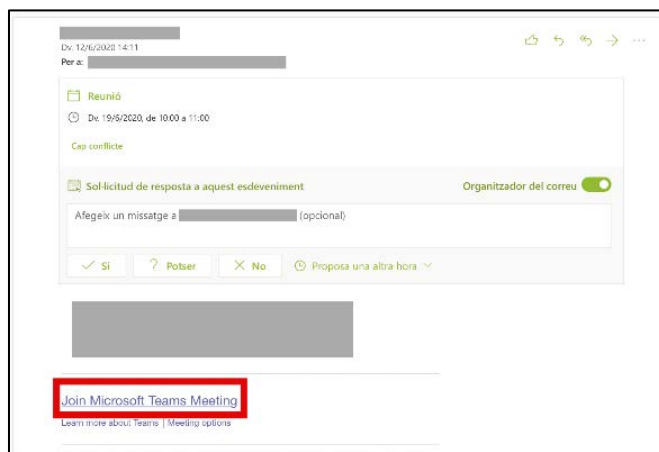 Dv. 12/6/2020 14:11
Per a:
Reunió
Dv. 19/6/2020, de 10:00 a 11:00
Cap conflicte
Sol·licitud de resposta a aquest esdeveniment Organitzador del correu
Afegeix un missatge a (opcional)
Sí ? Potser No Proposa una altra hora
Join Microsoft Teams Meeting
Learn more about Teams | Meeting options